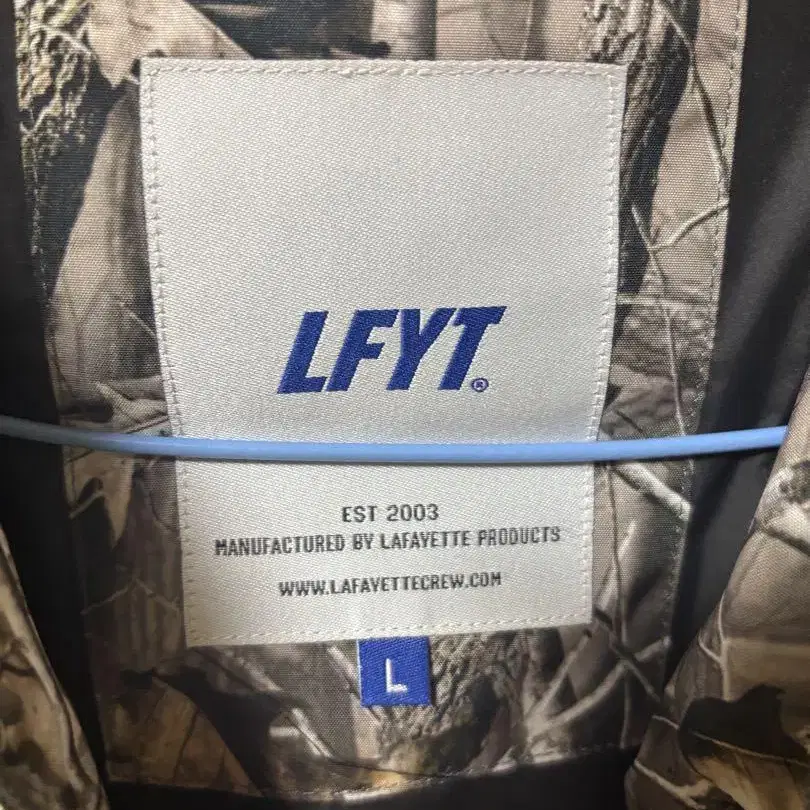 LFYT®
EST 2003
MANUFACTURED BY LAFAYETTE PRODUCTS
WWW.LAFAYETTECREW.COM
L